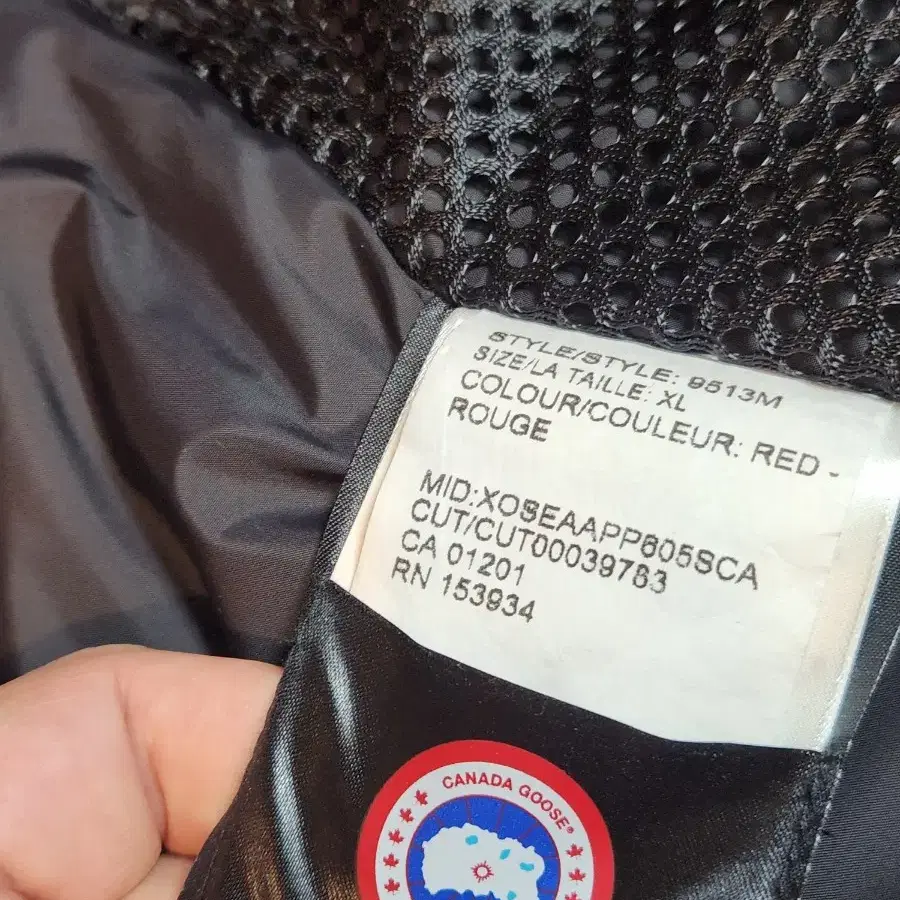 STYLE/STYLE: 9513M
SIZE/LA TAILLE: XL
COLOUR/COULEUR: RED -
ROUGE
MID:XOSEAAPP605SCA
CUT/CUT00039763
CA 01201
RN 153934
CANADA GOOSE®